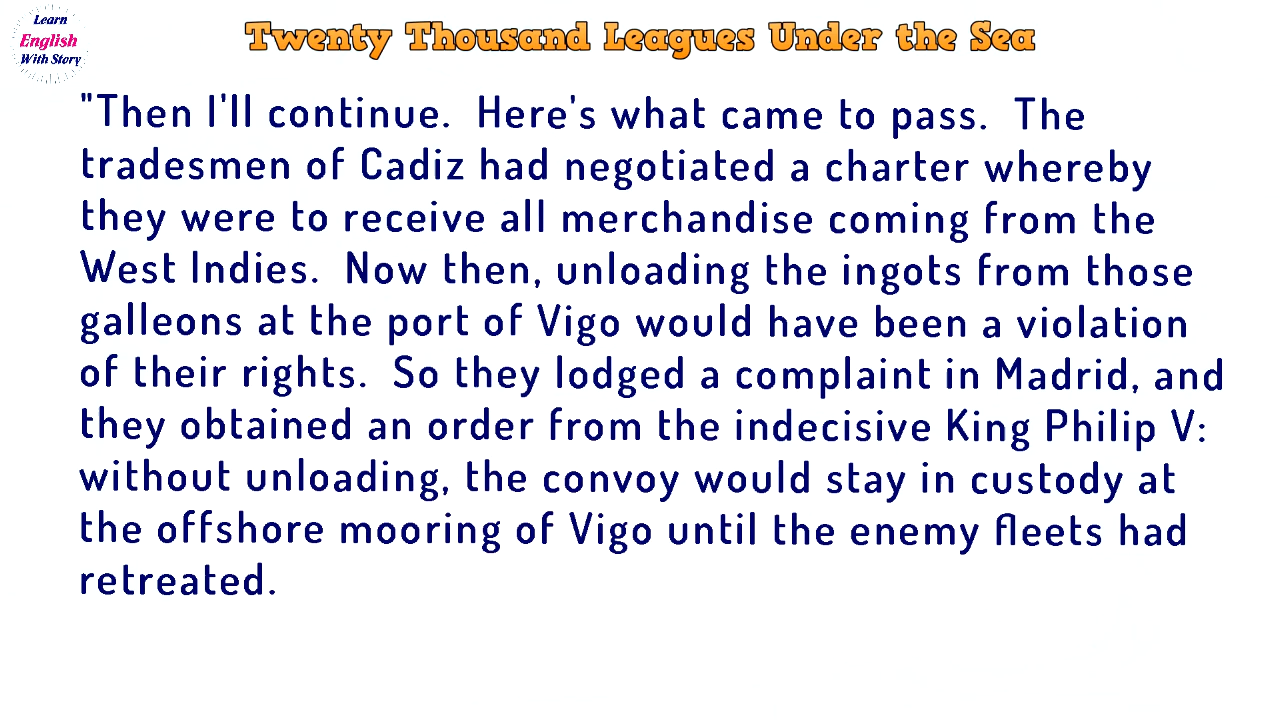 Learn
English
With Story
Twenty Thousand Leagues Under the Sea
"Then I'll continue.  Here's what came to pass.  The
tradesmen of Cadiz had negotiated a charter whereby
they were to receive all merchandise coming from the
West Indies.  Now then, unloading the ingots from those
galleons at the port of Vigo would have been a violation
of their rights.  So they lodged a complaint in Madrid, and
they obtained an order from the indecisive King Philip V:
without unloading, the convoy would stay in custody at
the offshore mooring of Vigo until the enemy fleets had
retreated.